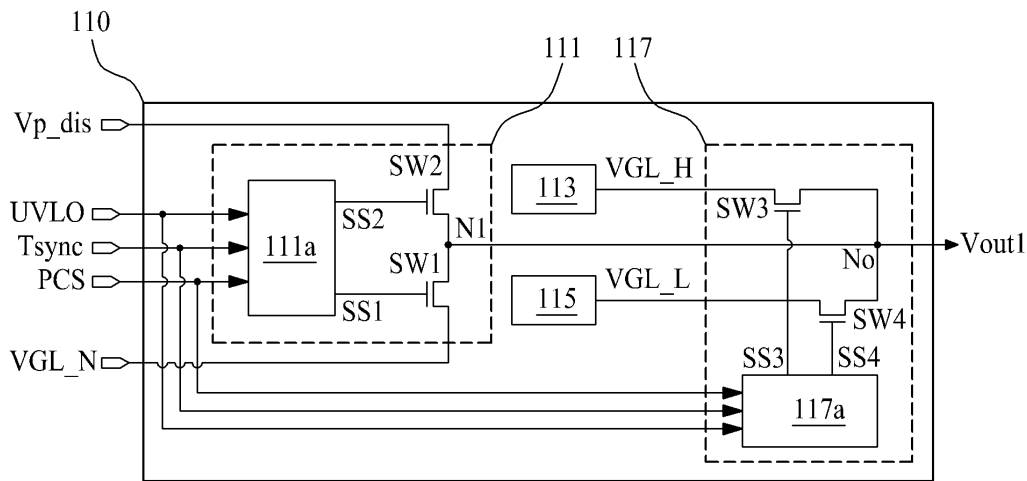 110
111
117
Vp_dis
SW2
VGL_H
113
UVLO
SS2
SW3
N1
Tsync
111a
No
Vout1
SW1
PCS
VGL_L
115
SS1
SW4
VGL_N
SS3
SS4
117a